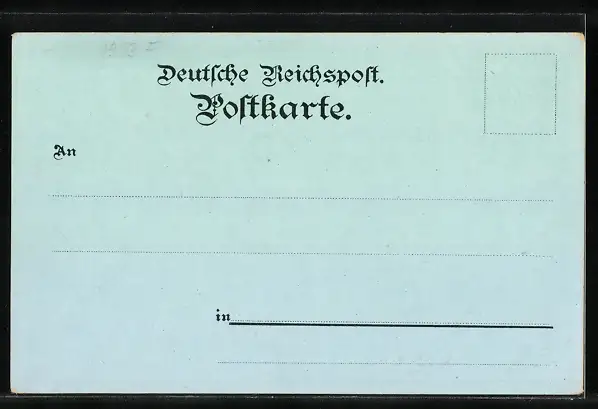 Deutſche Reichspoſt.
Poſtkarte.
An
in